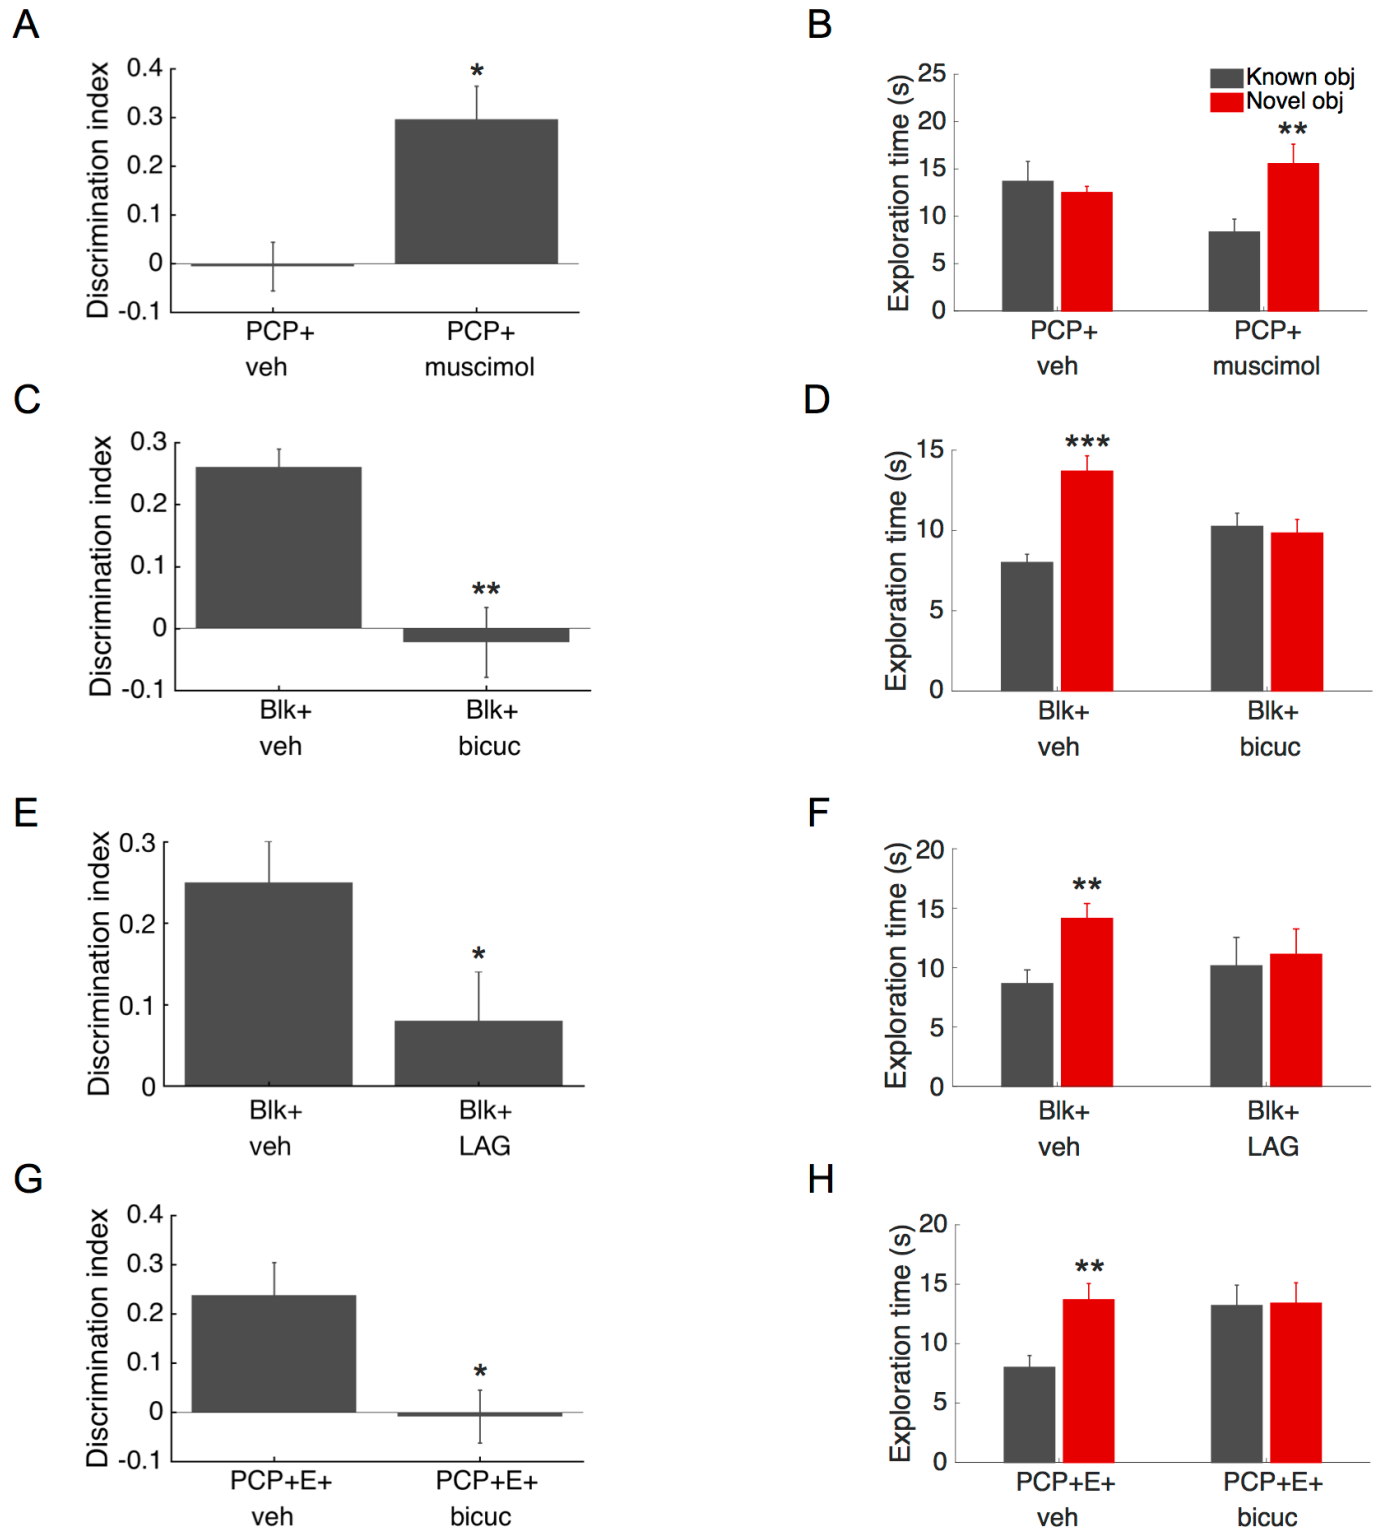 A
Discrimination index
0.4
0.3
0.2
0.1
0
-0.1
*
PCP+ PCP+
veh muscimol
B
Exploration time (s)
25
20
15
10
5
0
Known obj
Novel obj
**
PCP+ PCP+
veh muscimol
C
Discrimination index
0.3
0.2
0.1
0
-0.1
**
Blk+ Blk+
veh bicuc
D
Exploration time (s)
15
10
5
0
***
Blk+ Blk+
veh bicuc
E
Discrimination index
0.3
0.2
0.1
0
*
Blk+ Blk+
veh LAG
F
Exploration time (s)
20
15
10
5
0
**
Blk+ Blk+
veh LAG
G
Discrimination index
0.4
0.3
0.2
0.1
0
-0.1
*
PCP+E+ PCP+E+
veh bicuc
H
Exploration time (s)
20
15
10
5
0
**
PCP+E+ PCP+E+
veh bicuc